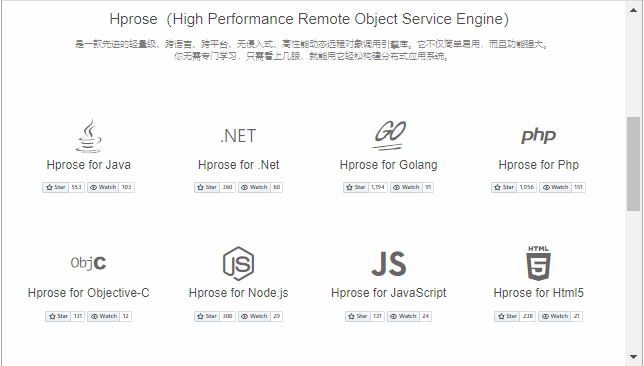 Hprose（High Performance Remote Object Service Engine）
是一款先进的轻量级、跨语言、跨平台、无侵入式、高性能动态远程对象调用引擎库。它不仅简单易用，而且功能强大。
你无需专门学习，只需看上几眼，就能用它轻松构建分布式应用系统。
.NET GO php
Hprose for Java Hprose for .Net Hprose for Golang Hprose for Php
Star 553 Watch 103 Star 360 Watch 60 Star 1,194 Watch 91 Star 1,956 Watch 151
ObjC JS JS HTML 5
Hprose for Objective-C Hprose for Node.js Hprose for JavaScript Hprose for Html5
Star 131 Watch 12 Star 300 Watch 29 Star 131 Watch 24 Star 238 Watch 21